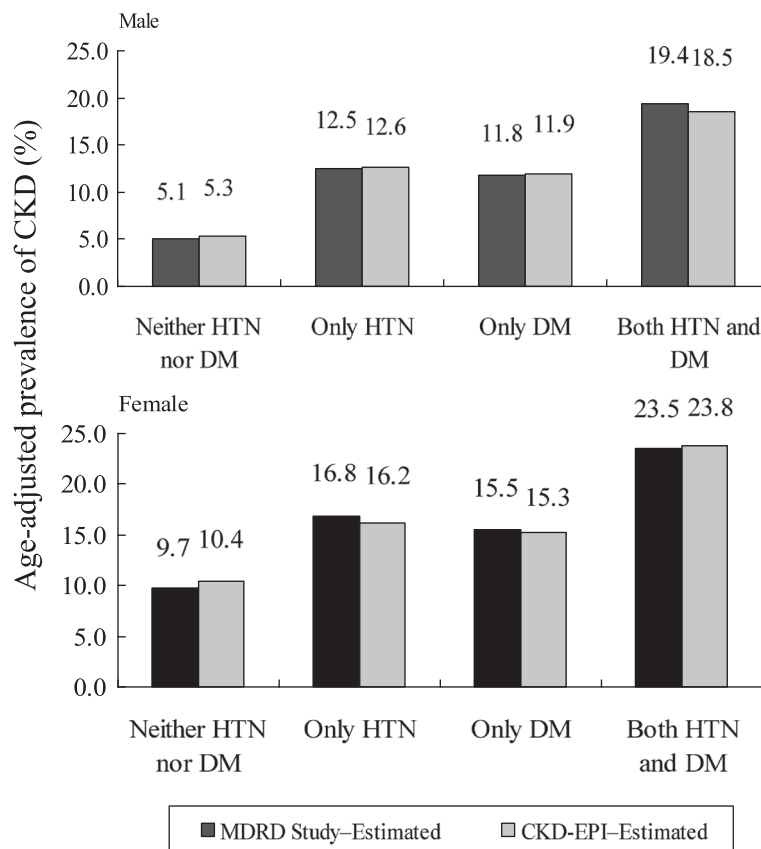 Male
Age-adjusted prevalence of CKD (%)
25.0
20.0
15.0
10.0
5.0
0.0
5.1 5.3
12.5 12.6
11.8 11.9
19.4 18.5
Neither HTN
nor DM
Only HTN
Only DM
Both HTN and
DM
Female
25.0
20.0
15.0
10.0
5.0
0.0
9.7 10.4
16.8 16.2
15.5 15.3
23.5 23.8
Neither HTN
nor DM
Only HTN
Only DM
Both HTN
and DM
MDRD Study–Estimated
CKD-EPI–Estimated